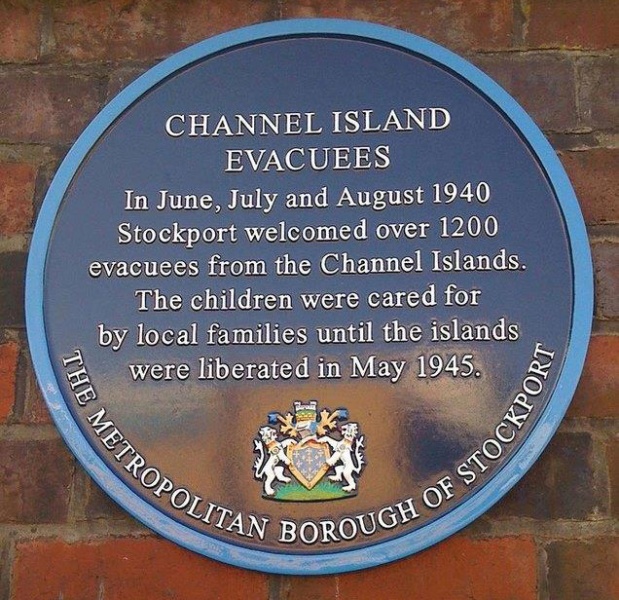 CHANNEL ISLAND
EVACUEES
In June, July and August 1940
Stockport welcomed over 1200
evacuees from the Channel Islands.
The children were cared for
by local families until the islands
were liberated in May 1945.
THE METROPOLITAN BOROUGH OF STOCKPORT